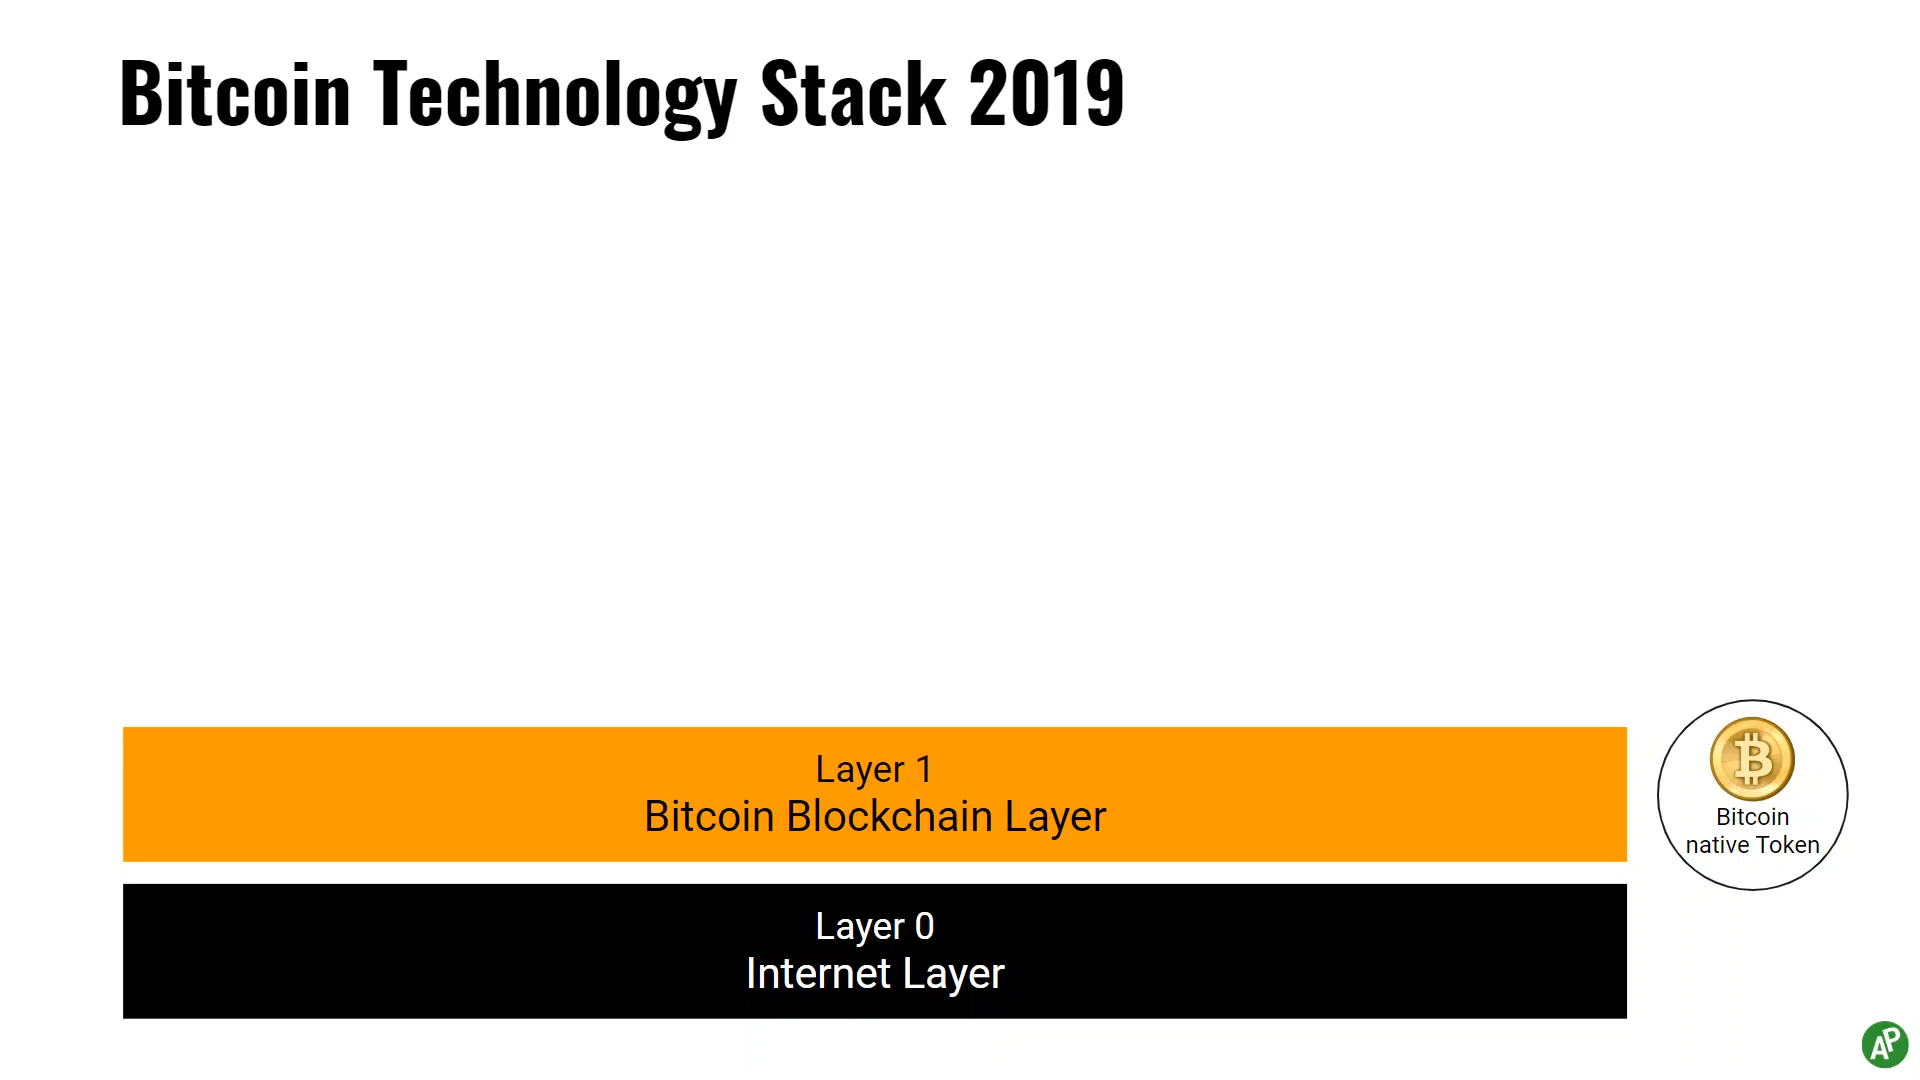 Bitcoin Technology Stack 2019
Layer 1
Bitcoin Blockchain Layer
Bitcoin
native Token
Layer 0
Internet Layer
AP